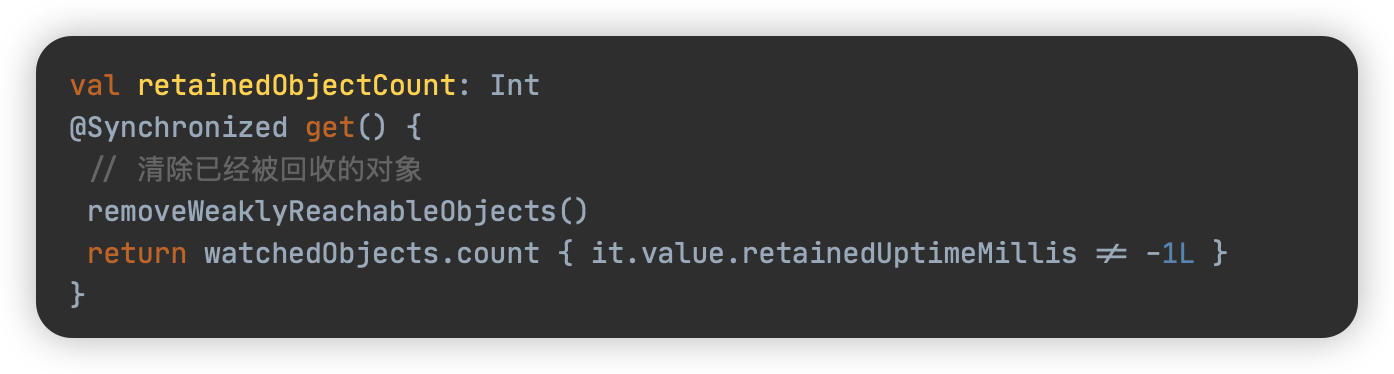 val retainedObjectCount: Int
@Synchronized get() {
// 清除已经被回收的对象
removeWeaklyReachableObjects()
return watchedObjects.count { it.value.retainedUptimeMillis != -1L }
}